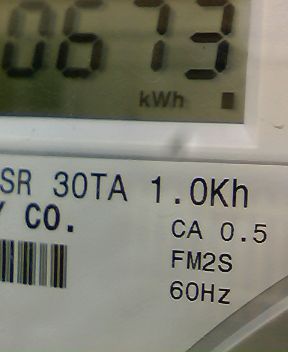 0673
kWh
SR 30TA 1.0Kh
Y CO.
CA 0.5
FM2S
60Hz